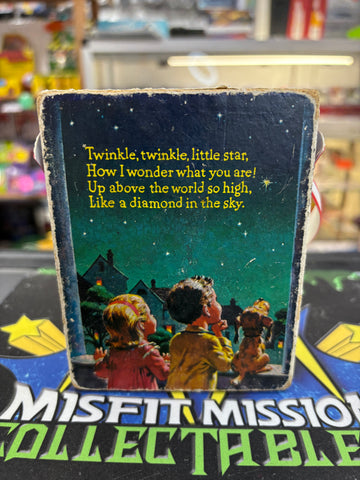 Twinkle, twinkle, little star,
How I wonder what you are!
Up above the world so high,
Like a diamond in the sky.
MISFIT MISSION
COLLECTABLE